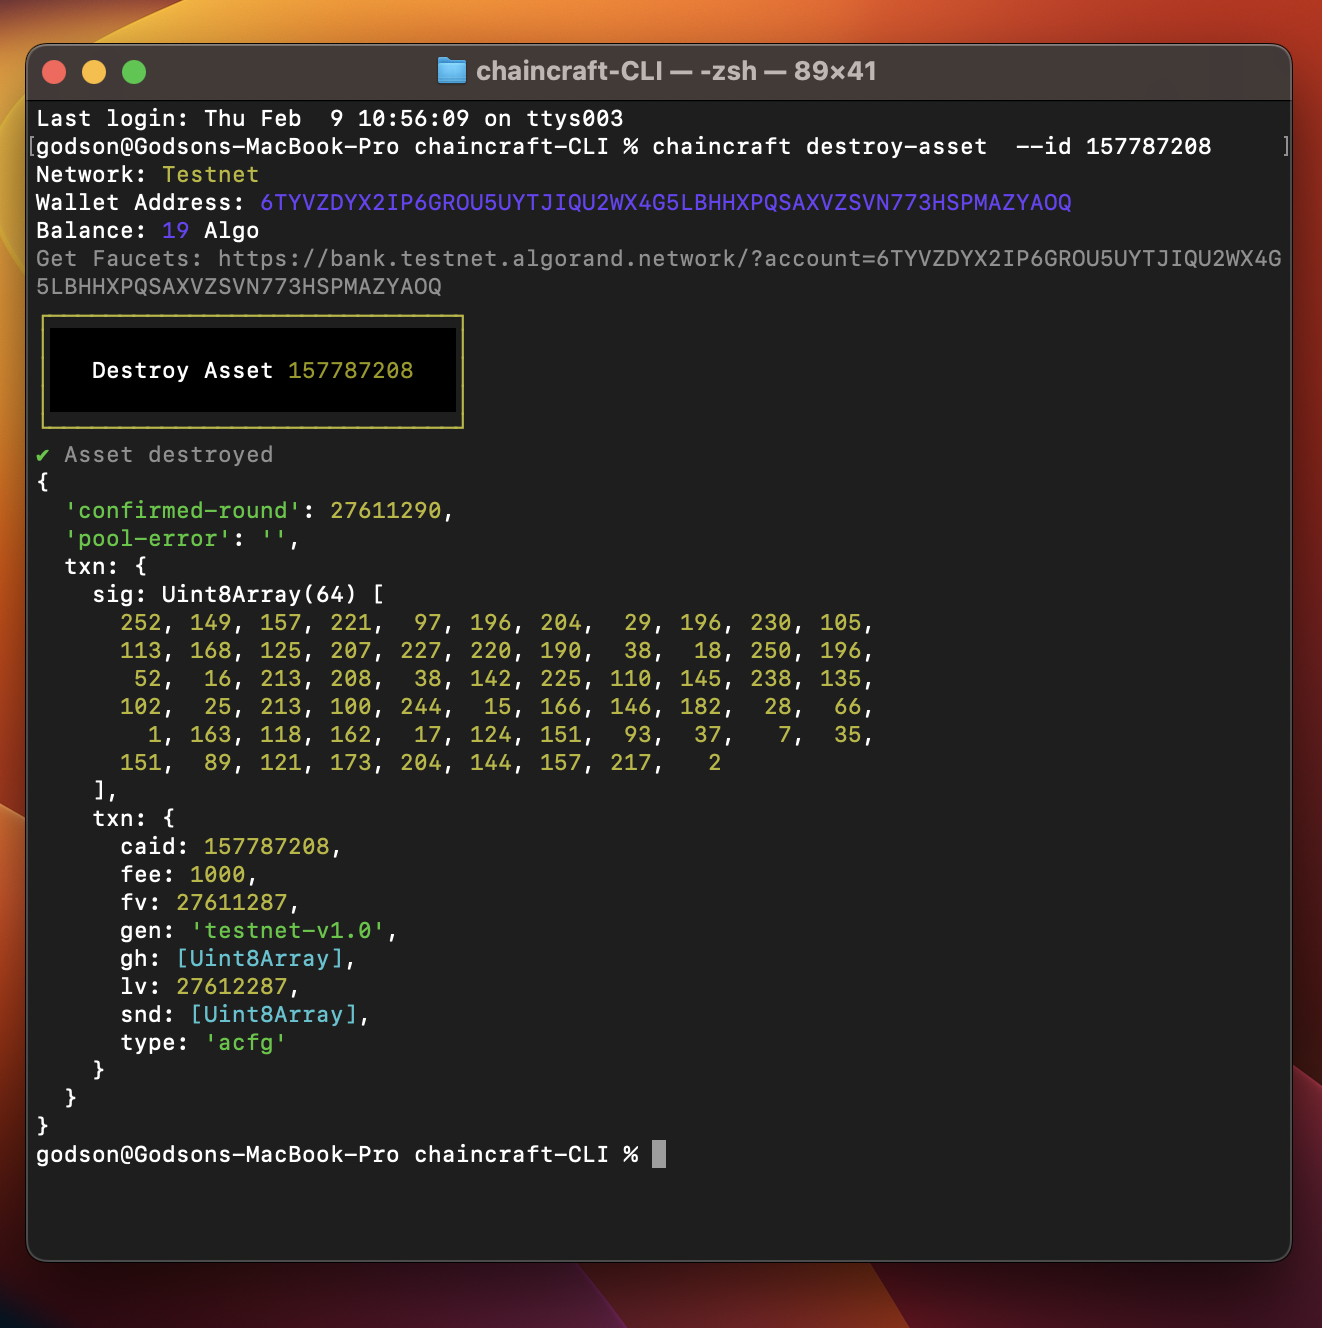 chaincraft-CLI — -zsh — 89×41
Last login: Thu Feb  9 10:56:09 on ttys003
[godson@Godsons-MacBook-Pro chaincraft-CLI % chaincraft destroy-asset  --id 157787208     ]
Network: Testnet
Wallet Address: 6TYVZDYX2IP6GROU5UYTJIQU2WX4G5LBHHXPQSAXVZSVN773HSPMAZYAOQ
Balance: 19 Algo
Get Faucets: https://bank.testnet.algorand.network/?account=6TYVZDYX2IP6GROU5UYTJIQU2WX4G
5LBHHXPQSAXVZSVN773HSPMAZYAOQ
Destroy Asset 157787208
✔ Asset destroyed
{
  'confirmed-round': 27611290,
  'pool-error': '',
  txn: {
    sig: Uint8Array(64) [
      252, 149, 157, 221,  97, 196, 204,  29, 196, 230, 105,
      113, 168, 125, 207, 227, 220, 190,  38,  18, 250, 196,
       52,  16, 213, 208,  38, 142, 225, 110, 145, 238, 135,
      102,  25, 213, 100, 244,  15, 166, 146, 182,  28,  66,
        1, 163, 118, 162,  17, 124, 151,  93,  37,   7,  35,
      151,  89, 121, 173, 204, 144, 157, 217,   2
    ],
    txn: {
      caid: 157787208,
      fee: 1000,
      fv: 27611287,
      gen: 'testnet-v1.0',
      gh: [Uint8Array],
      lv: 27612287,
      snd: [Uint8Array],
      type: 'acfg'
    }
  }
}
godson@Godsons-MacBook-Pro chaincraft-CLI %